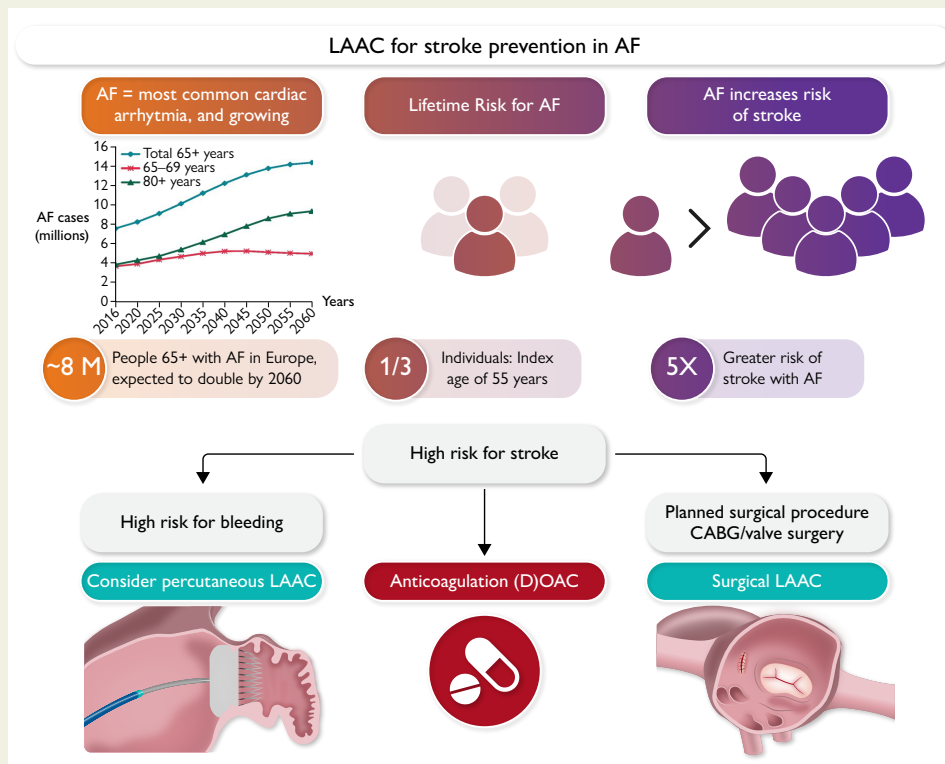 LAAC for stroke prevention in AF
AF = most common cardiac
arrhytmia, and growing
Lifetime Risk for AF
AF increases risk
of stroke
16
14
12
10
8
6
4
2
0
AF cases
(millions)
Total 65+ years
65–69 years
80+ years
2016
2020
2025
2030
2035
2040
2045
2050
2055
2060
Years
~8 M
People 65+ with AF in Europe,
expected to double by 2060
1/3
Individuals: Index
age of 55 years
5X
Greater risk of
stroke with AF
High risk for stroke
High risk for bleeding
Planned surgical procedure
CABG/valve surgery
Consider percutaneous LAAC
Anticoagulation (D)OAC
Surgical LAAC